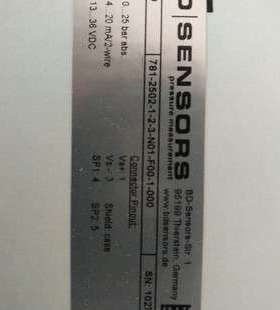 D|SENSORS
pressure measurement
BD-Sensors-Str. 1
95199 Thierstein, Germany
www.bdsensors.de
781-2502-1-2-3-N01-F00-1-000
SN: 102
0...25 bar abs
4...20 mA/2-wire
13...36 VDC
Connector Pinout:
Vs+: 1
Vs-: 3
Shield: case
SP1: 4
SP2: 5